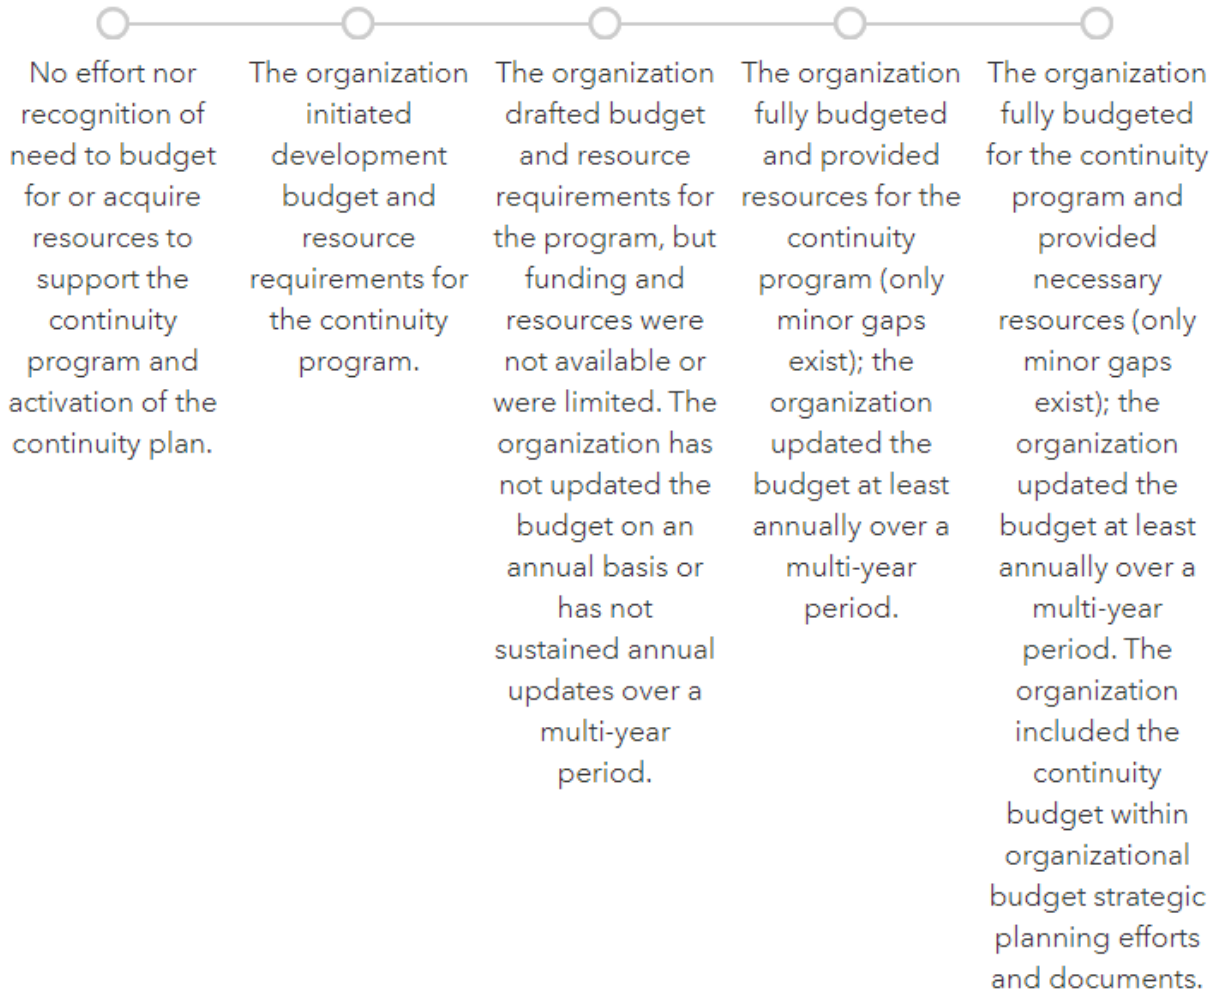 No effort nor
recognition of
need to budget
for or acquire
resources to
support the
continuity
program and
activation of the
continuity plan.
The organization
initiated
development
budget and
resource
requirements for
the continuity
program.
The organization
drafted budget
and resource
requirements for
the program, but
funding and
resources were
not available or
were limited. The
organization has
not updated the
budget on an
annual basis or
has not
sustained annual
updates over a
multi-year
period.
The organization
fully budgeted
and provided
resources for the
continuity
program (only
minor gaps
exist); the
organization
updated the
budget at least
annually over a
multi-year
period.
The organization
fully budgeted
for the continuity
program and
provided
necessary
resources (only
minor gaps
exist); the
organization
updated the
budget at least
annually over a
multi-year
period. The
organization
included the
continuity
budget within
organizational
budget strategic
planning efforts
and documents.